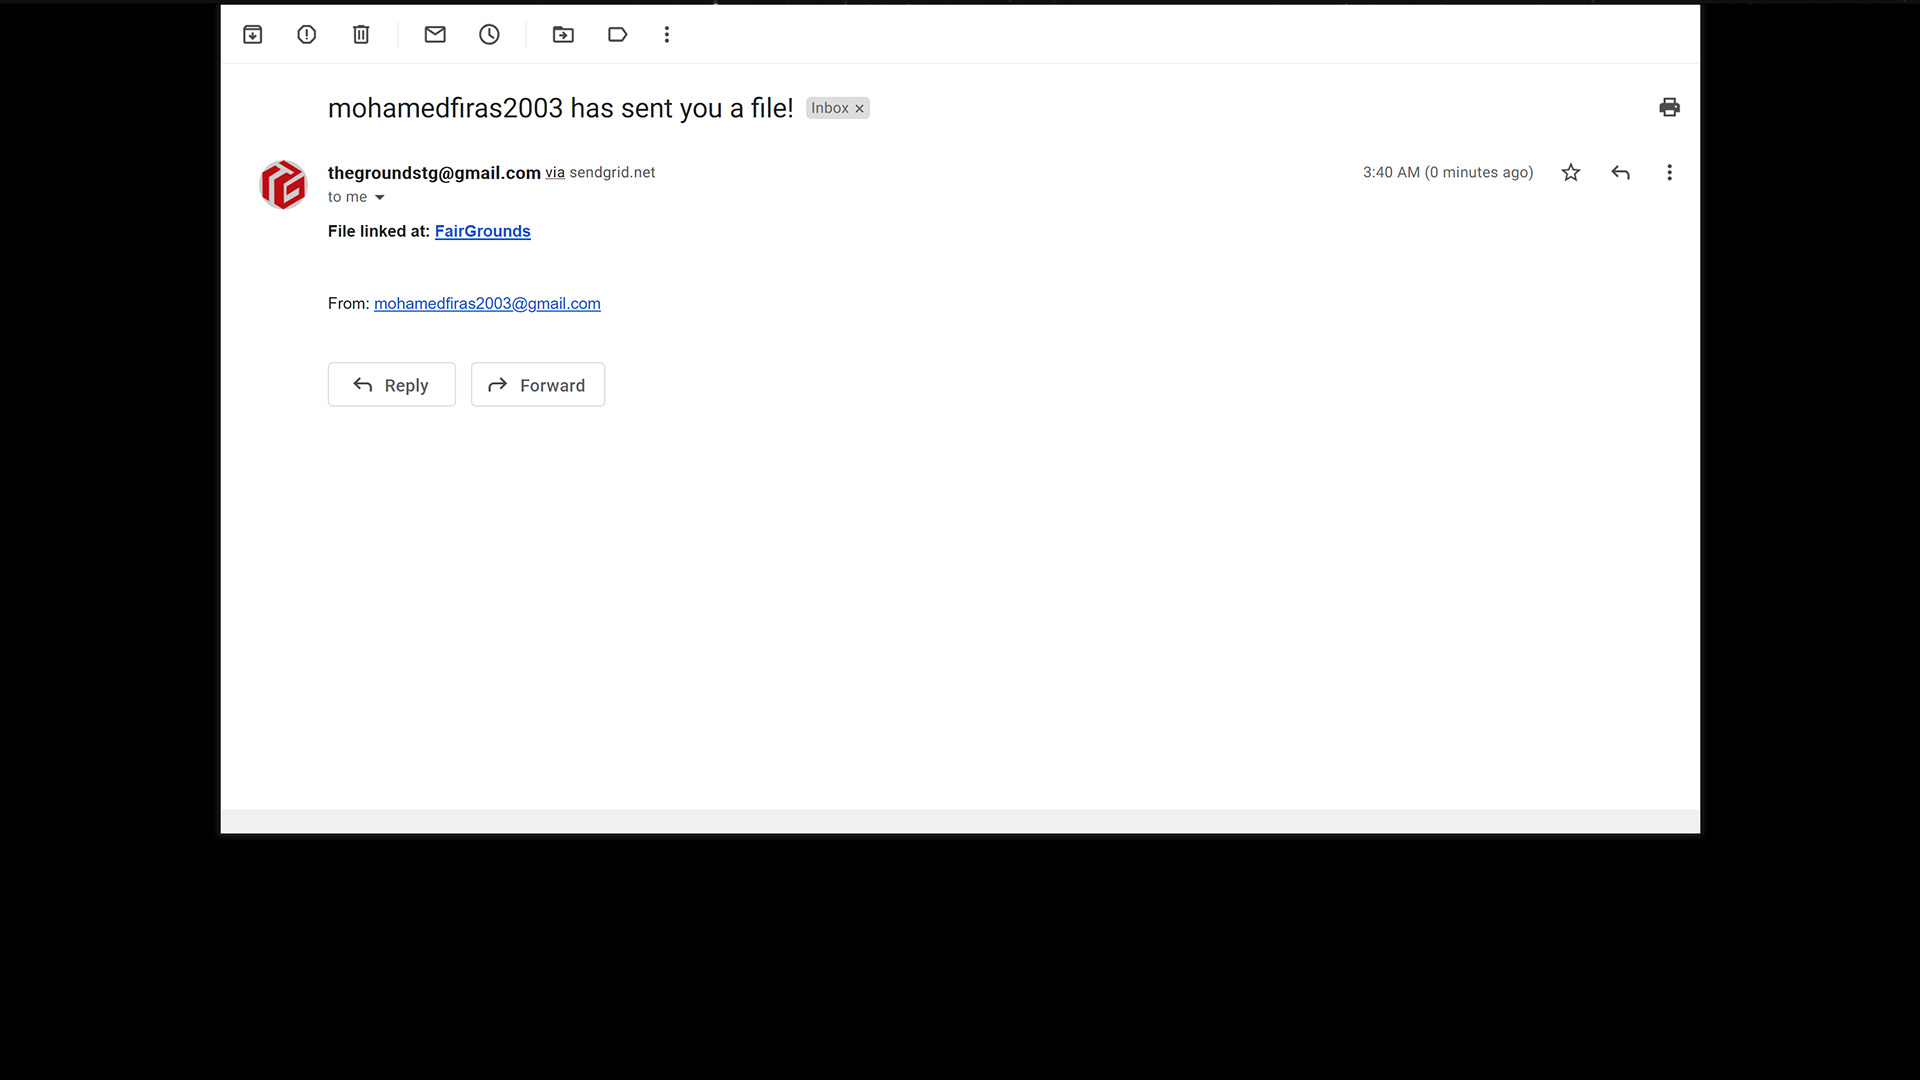 mohamedfiras2003 has sent you a file! Inbox ×
thegroundstg@gmail.com via sendgrid.net 3:40 AM (0 minutes ago)
to me
File linked at: FairGrounds
From: mohamedfiras2003@gmail.com
Reply Forward